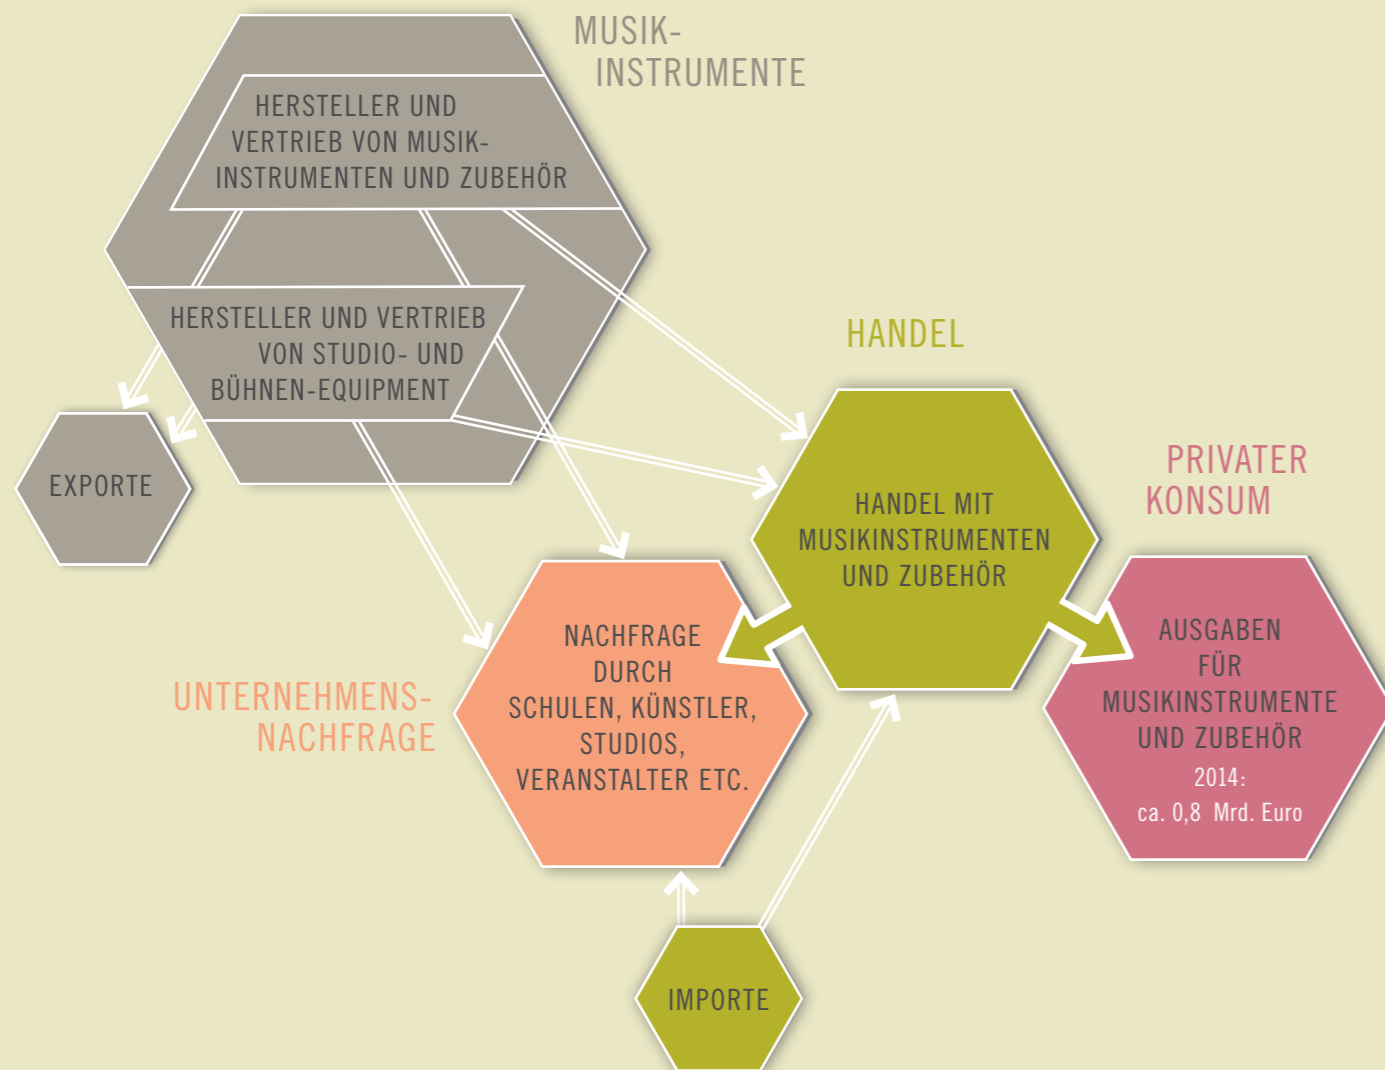 MUSIK-
INSTRUMENTE
HERSTELLER UND
VERTRIEB VON MUSIK-
INSTRUMENTEN UND ZUBEHÖR
HERSTELLER UND VERTRIEB
VON STUDIO- UND
BÜHNEN-EQUIPMENT
EXPORTE
HANDEL
HANDEL MIT
MUSIKINSTRUMENTEN
UND ZUBEHÖR
PRIVATER
KONSUM
AUSGABEN
FÜR
MUSIKINSTRUMENTE
UND ZUBEHÖR
2014:
ca. 0,8 Mrd. Euro
UNTERNEHMENS-
NACHFRAGE
NACHFRAGE
DURCH
SCHULEN, KÜNSTLER,
STUDIOS,
VERANSTALTER ETC.
IMPORTE